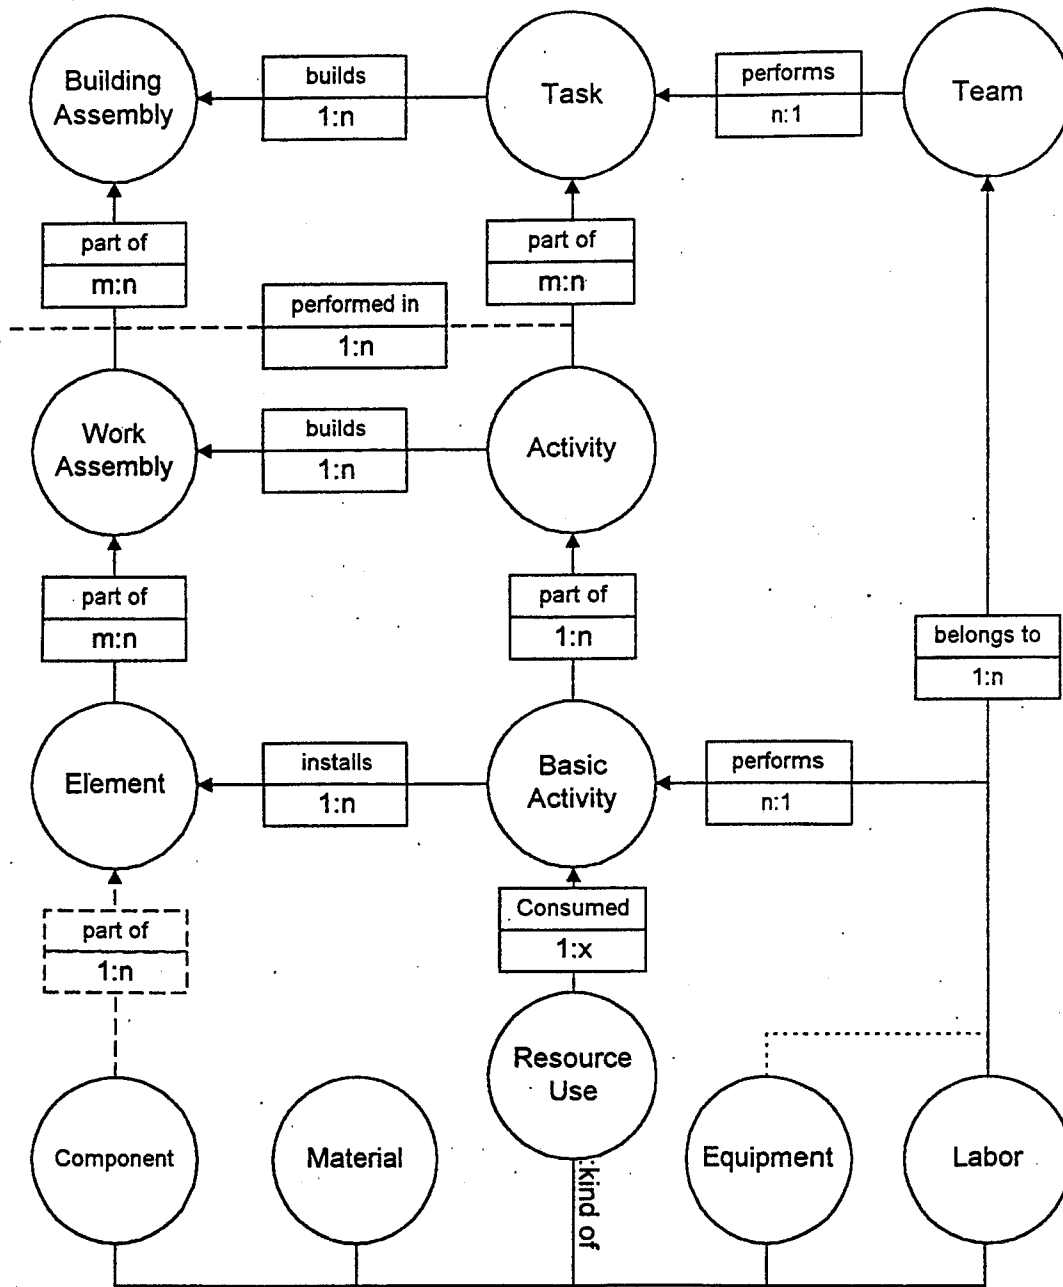 Building
Assembly
builds
1:n
Task
performs
n:1
Team
part of
m:n
part of
m:n
performed in
1:n
Work
Assembly
builds
1:n
Activity
part of
m:n
part of
1:n
belongs to
1:n
Element
installs
1:n
Basic
Activity
performs
n:1
part of
1:n
Consumed
1:x
Resource
Use
Component
Material
Equipment
Labor
:kind of